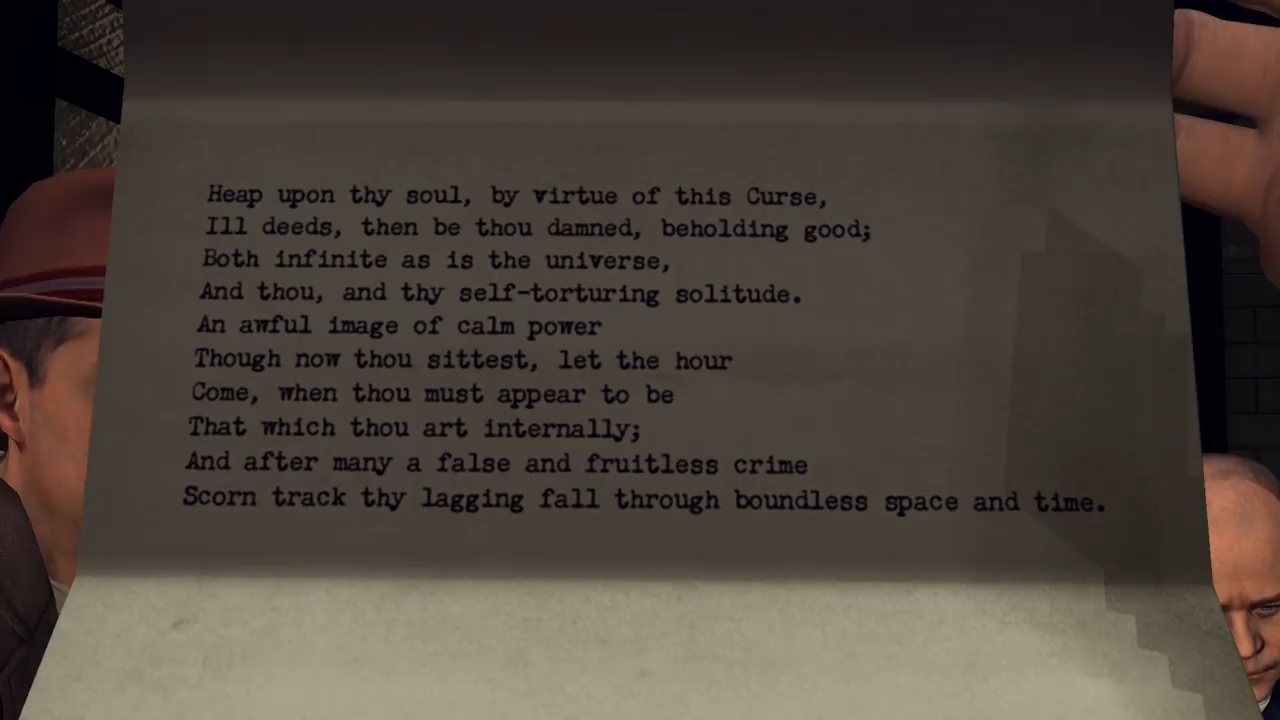 Heap upon thy soul, by virtue of this Curse,
Ill deeds, then be thou damned, beholding good;
Both infinite as is the universe,
And thou, and thy self-torturing solitude.
An awful image of calm power
Though now thou sittest, let the hour
Come, when thou must appear to be
That which thou art internally;
And after many a false and fruitless crime
Scorn track thy lagging fall through boundless space and time.